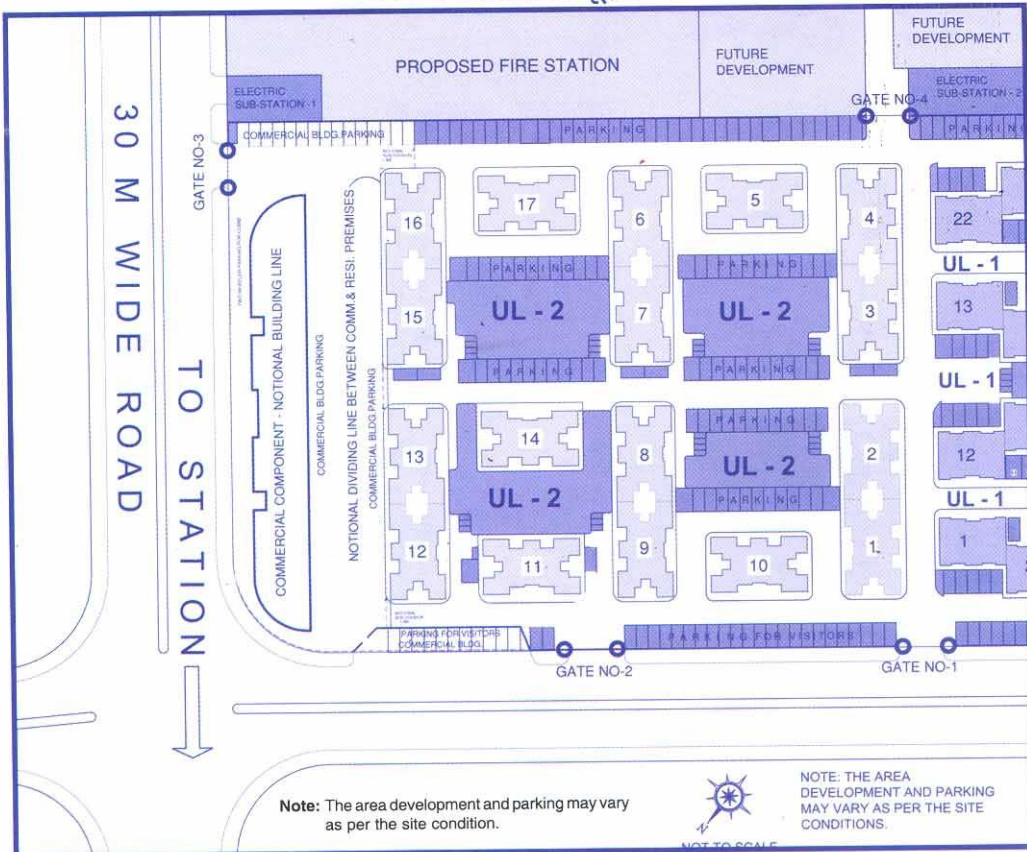 FUTURE
DEVELOPMENT
PROPOSED FIRE STATION
FUTURE
DEVELOPMENT
ELECTRIC
SUB-STATION -1
ELECTRIC
SUB-STATION - 2
GATE NO-4
COMMERCIAL BLDG.PARKING
PARKING
PARKING
GATE NO-3
30 M WIDE ROAD
TO STATION
COMMERCIAL COMPONENT - NOTIONAL BUILDING LINE
COMMERCIAL BLDG.PARKING
NOTIONAL DIVIDING LINE BETWEEN COMM.& RESI. PREMISES
COMMERCIAL BLDG.PARKING
16
17
6
5
4
22
UL - 1
PARKING
PARKING
15
UL - 2
7
UL - 2
3
13
PARKING
PARKING
UL - 1
13
14
8
PARKING
2
12
UL - 2
UL - 2
PARKING
UL - 1
12
11
9
10
1
1
PARKING FOR VISITORS
COMMERCIAL BLDG.
PARKING FOR VISITORS
GATE NO-2
GATE NO-1
Note: The area development and parking may vary
as per the site condition.
N
NOT TO SCALE
NOTE: THE AREA
DEVELOPMENT AND PARKING
MAY VARY AS PER THE SITE
CONDITIONS.